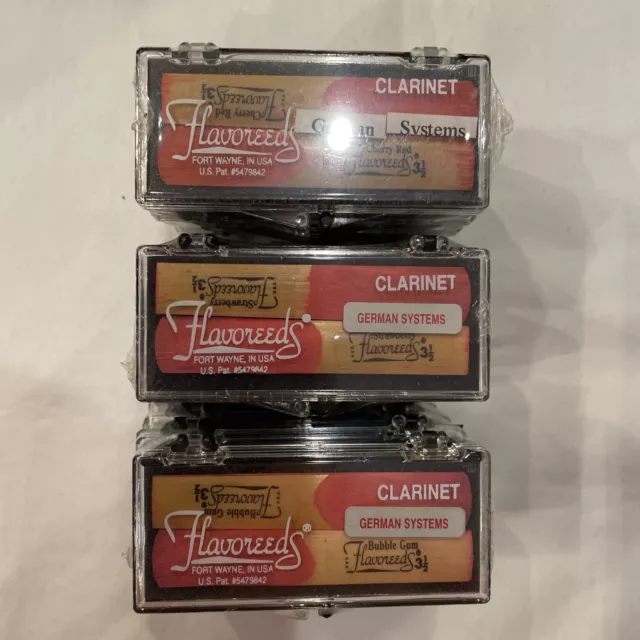 CLARINET
3½
Flavoreeds®
Cherry Red
Flavoreeds
German Systems
FORT WAYNE, IN USA
U.S. Pat. #5479842
Cherry Red
Flavoreeds® 3½
CLARINET
3½
Flavoreeds®
Strawberry
Flavoreeds®
GERMAN SYSTEMS
FORT WAYNE, IN USA
U.S. Pat. #5479842
Flavoreeds® 3½
CLARINET
3½
Flavoreeds®
Bubble Gum
Flavoreeds®
GERMAN SYSTEMS
FORT WAYNE, IN USA
U.S. Pat. #5479842
Bubble Gum
Flavoreeds® 3½